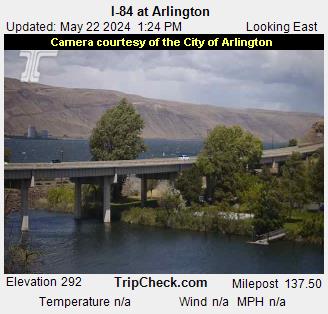 I-84 at Arlington
Updated: May 22 2024 1:24 PM Looking East
Camera courtesy of the City of Arlington
Elevation 292 TripCheck.com Milepost 137.50
Temperature n/a Wind n/a MPH n/a